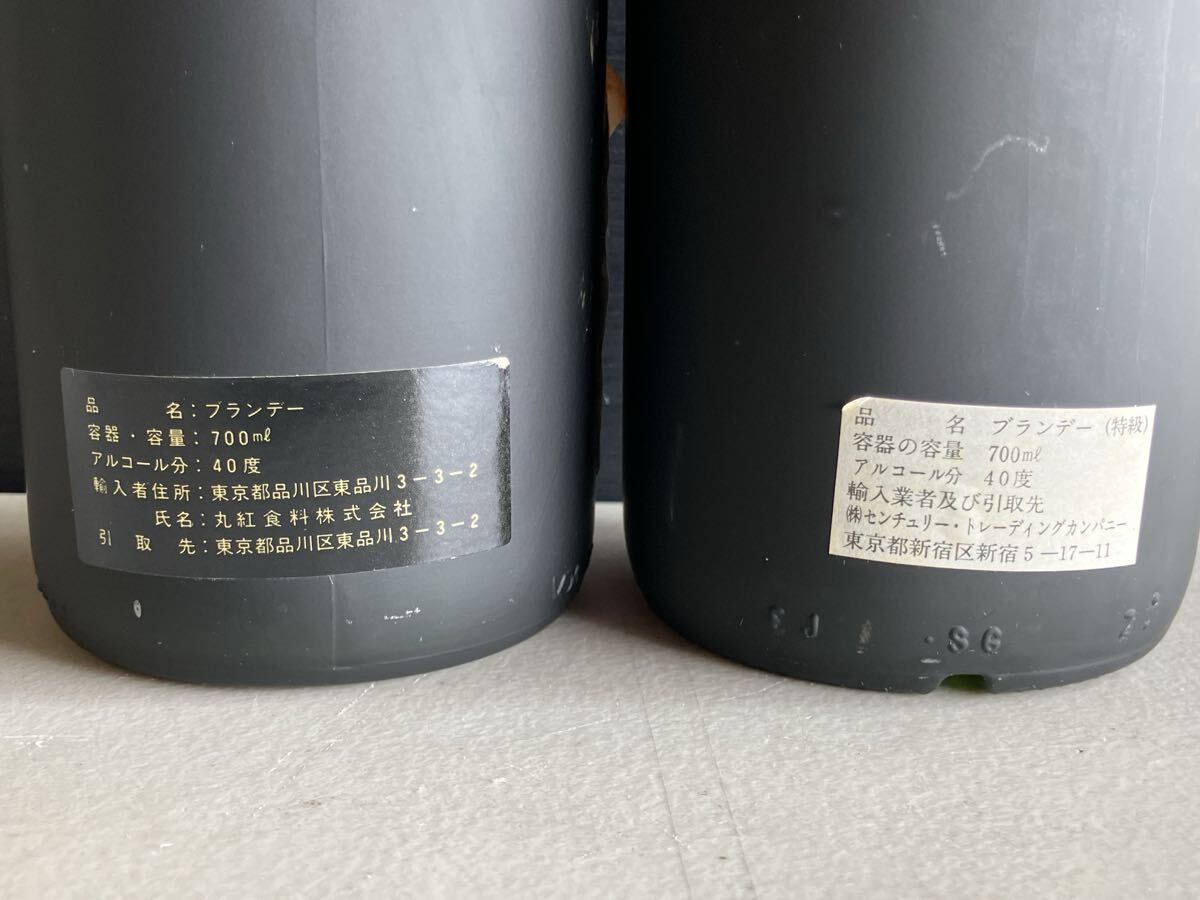 品　　　名：ブランデー
容器・容量：700ml
アルコール分：40度
輸入者住所：東京都品川区東品川3-3-2
氏名：丸紅食料株式会社
引　取　先：東京都品川区東品川3-3-2
品　　　名　ブランデー（特級）
容器の容量　700ml
アルコール分　40度
輸入業者及び引取先
㈱センチュリー・トレーディングカンパニー
東京都新宿区新宿5-17-11
SG